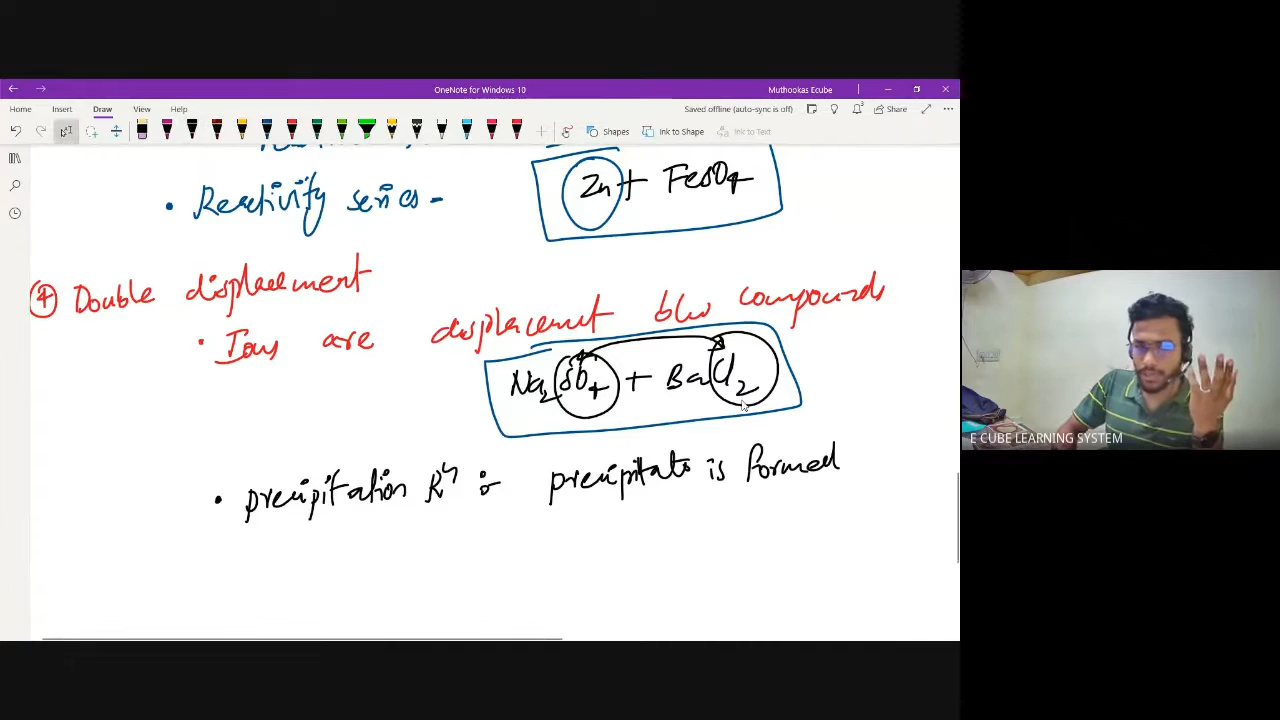 OneNote for Windows 10
Muthookas Ecube
Home Insert Draw View Help
Saved offline (auto-sync is off)
Share
Shapes
Ink to Shape
Ink to Text
Zn + FeSO4
• Reactivity series -
④ Double displacement
• Ions are displacement b/w compounds
Na2SO4 + BaCl2
• precipitation Rn :- precipitate is formed
E CUBE LEARNING SYSTEM